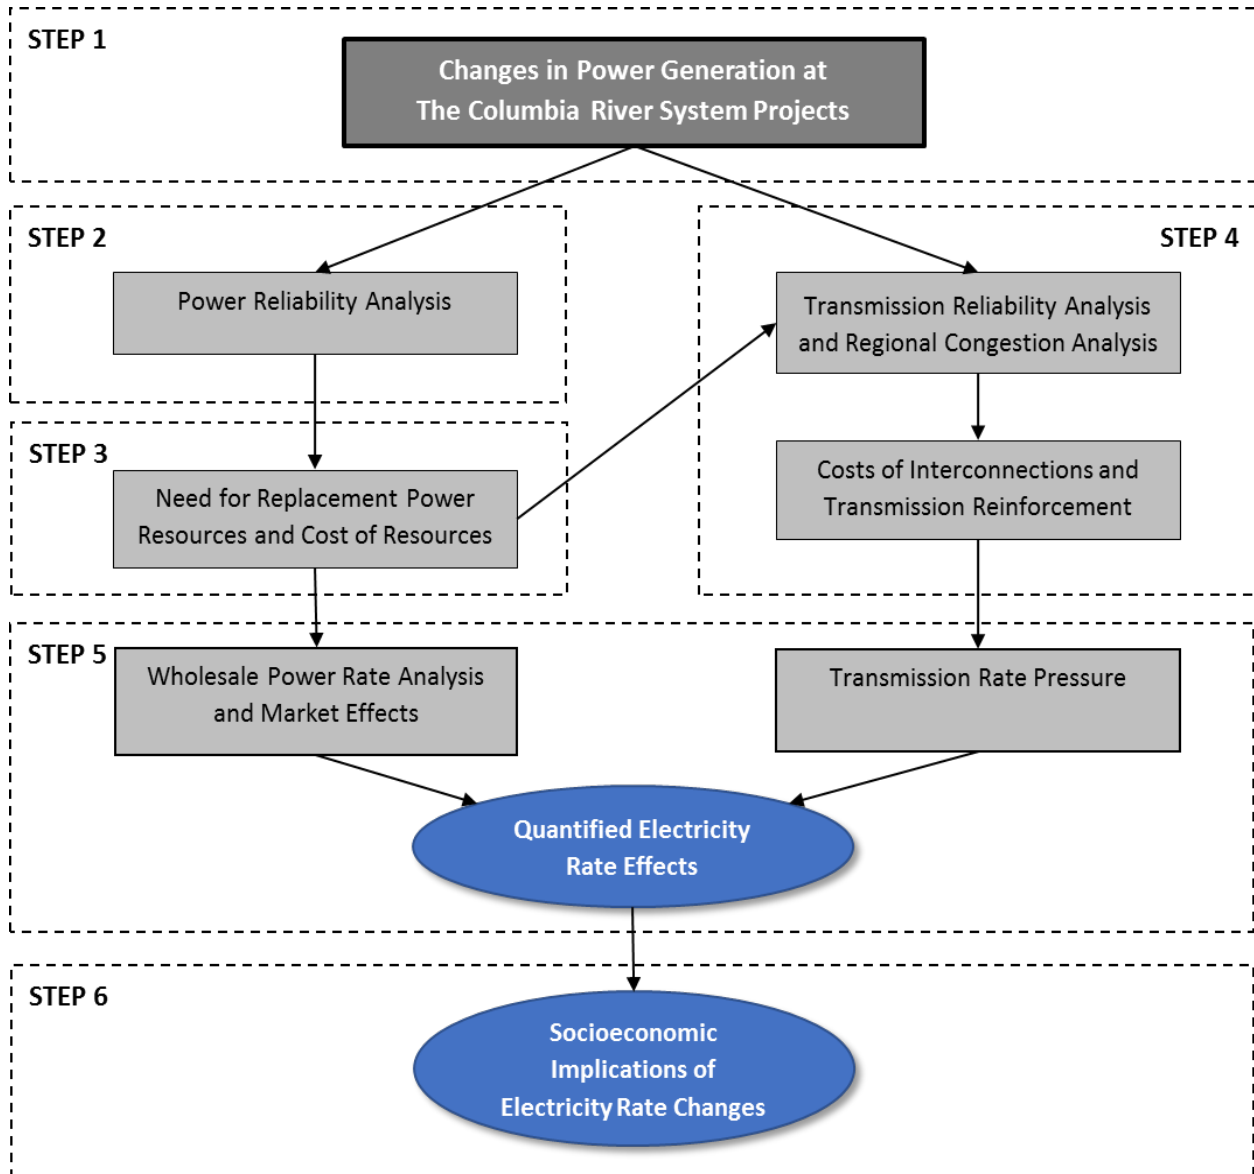 STEP 1
Changes in Power Generation at
The Columbia River System Projects
STEP 2
Power Reliability Analysis
STEP 3
Need for Replacement Power
Resources and Cost of Resources
STEP 4
Transmission Reliability Analysis
and Regional Congestion Analysis
Costs of Interconnections and
Transmission Reinforcement
STEP 5
Wholesale Power Rate Analysis
and Market Effects
Transmission Rate Pressure
Quantified Electricity
Rate Effects
STEP 6
Socioeconomic
Implications of
Electricity Rate Changes